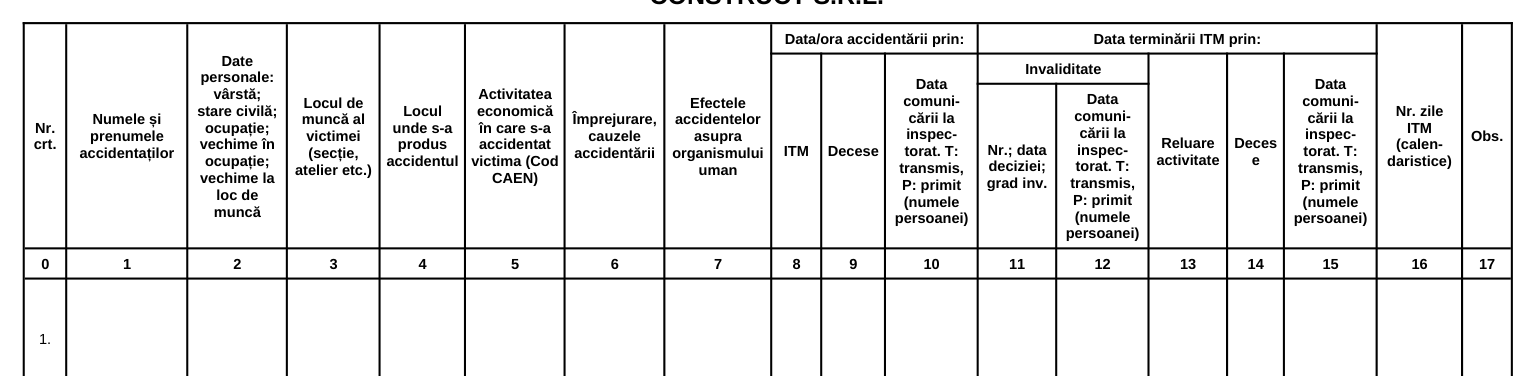 CONSTRUCT S.R.L.
Data/ora accidentării prin:
Data terminării ITM prin:
Nr.
crt.
Numele și
prenumele
accidentaților
Date
personale:
vârstă;
stare civilă;
ocupație;
vechime în
ocupație;
vechime la
loc de
muncă
Locul de
muncă al
victimei
(secție,
atelier etc.)
Locul
unde s-a
produs
accidentul
Activitatea
economică
în care s-a
accidentat
victima (Cod
CAEN)
Împrejurare,
cauzele
accidentării
Efectele
accidentelor
asupra
organismului
uman
ITM
Decese
Data
comuni-
cării la
inspec-
torat. T:
transmis,
P: primit
(numele
persoanei)
Invaliditate
Nr.; data
deciziei;
grad inv.
Data
comuni-
cării la
inspec-
torat. T:
transmis,
P: primit
(numele
persoanei)
Reluare
activitate
Deces
e
Data
comuni-
cării la
inspec-
torat. T:
transmis,
P: primit
(numele
persoanei)
Nr. zile
ITM
(calen-
daristice)
Obs.
0 1 2 3 4 5 6 7 8 9 10 11 12 13 14 15 16 17
1.